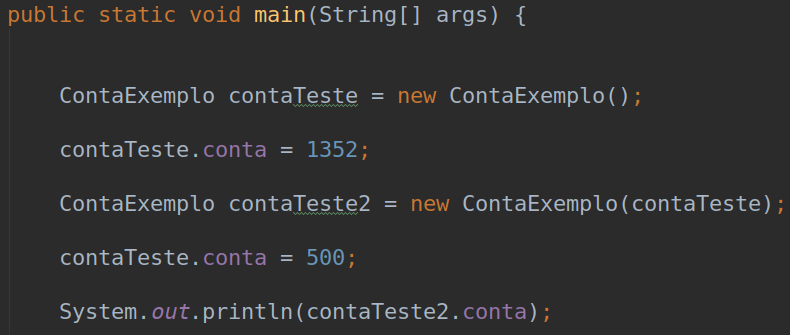 public static void main(String[] args) {
ContaExemplo contaTeste = new ContaExemplo();
contaTeste.conta = 1352;
ContaExemplo contaTeste2 = new ContaExemplo(contaTeste);
contaTeste.conta = 500;
System.out.println(contaTeste2.conta);